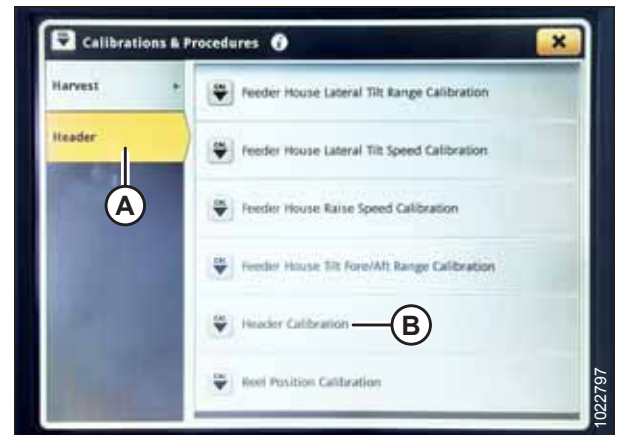 Calibrations & Procedures
Harvest
Header
A
Feeder House Lateral Tilt Range Calibration
Feeder House Lateral Tilt Speed Calibration
Feeder House Raise Speed Calibration
Feeder House Tilt Fore/Aft Range Calibration
Header Calibration
B
Reel Position Calibration
1022797